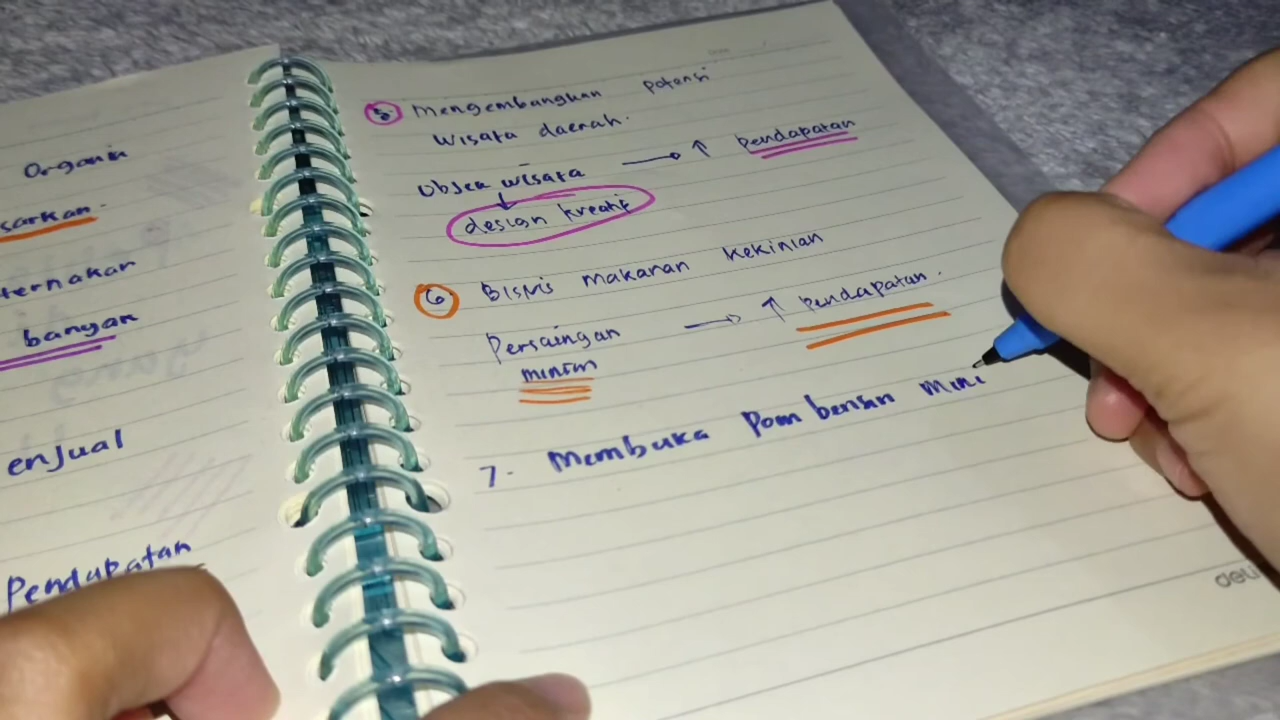 Organik
sarkan.
ternakan
bangan
enjual
Pendapatan
5 Mengembangkan potensi
wisata daerah.
Objek wisata → ↑ Pendapatan
design kreatif
6 Bisnis makanan kekinian
Persaingan → ↑ Pendapatan.
minim
7. Membuka Pom bensin mini
deli